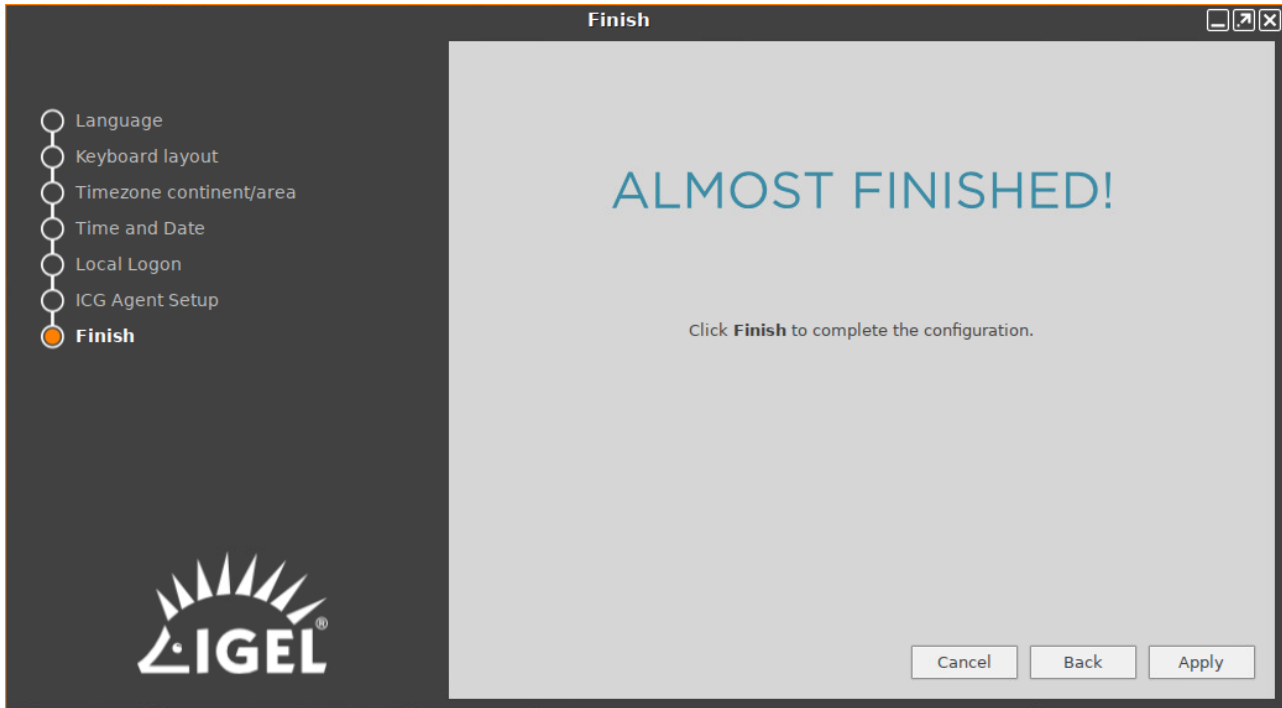 Finish
Language
Keyboard layout
Timezone continent/area
Time and Date
Local Logon
ICG Agent Setup
Finish
IGEL®
ALMOST FINISHED!
Click Finish to complete the configuration.
Cancel Back Apply